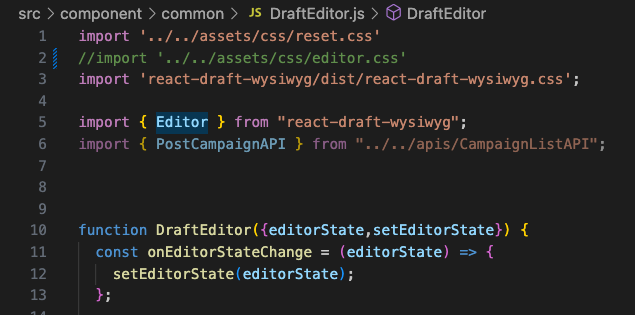 src > component > common > JS DraftEditor.js > DraftEditor
1 import '../../assets/css/reset.css'
2 //import '../../assets/css/editor.css'
3 import 'react-draft-wysiwyg/dist/react-draft-wysiwyg.css';
4
5 import { Editor } from "react-draft-wysiwyg";
6 import { PostCampaignAPI } from "../../apis/CampaignListAPI";
7
8
9
10 function DraftEditor({editorState,setEditorState}) {
11 const onEditorStateChange = (editorState) => {
12 setEditorState(editorState);
13 };
14